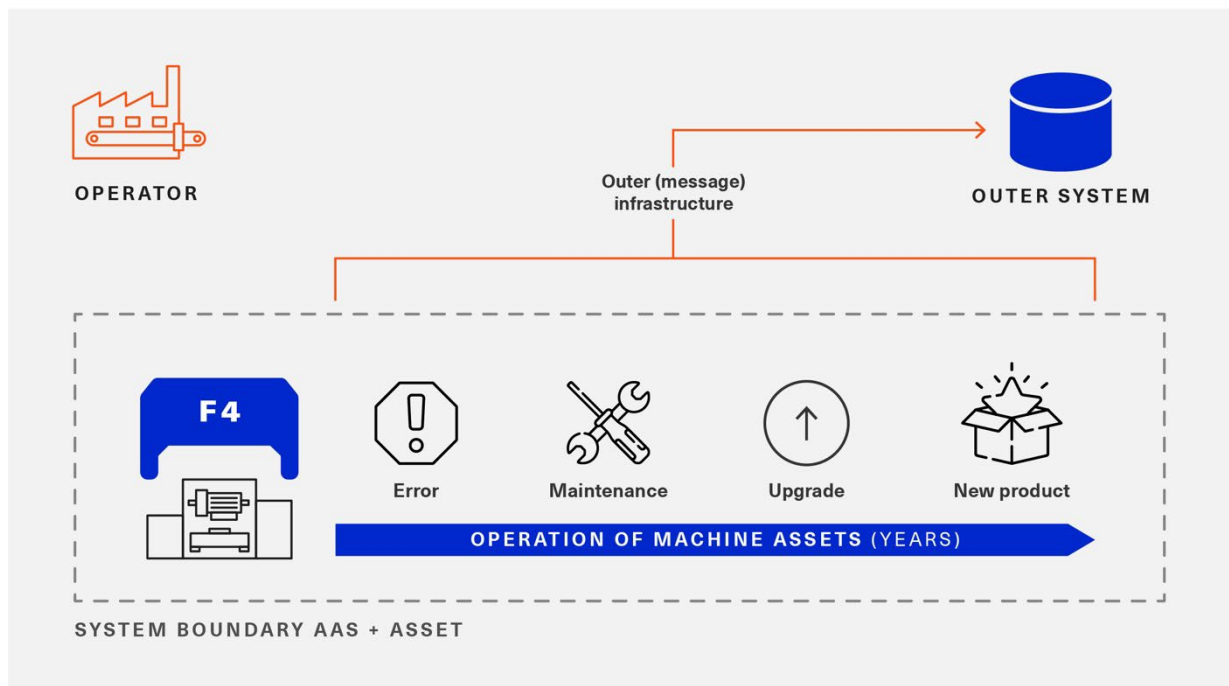 OPERATOR
Outer (message)
infrastructure
OUTER SYSTEM
F4
Error
Maintenance
Upgrade
New product
OPERATION OF MACHINE ASSETS (YEARS)
SYSTEM BOUNDARY AAS + ASSET